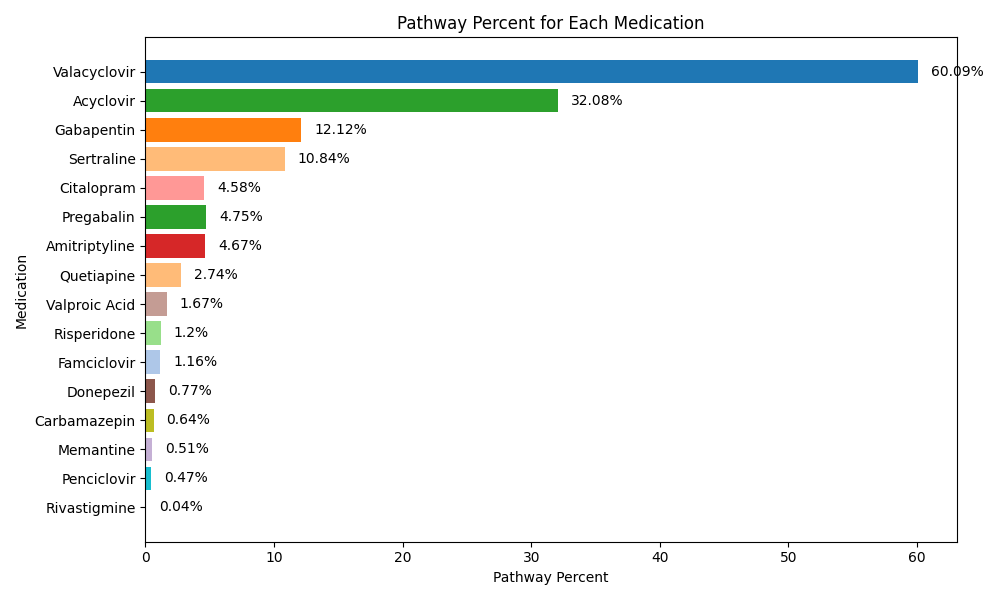 Pathway Percent for Each Medication
Medication
Valacyclovir 60.09%
Acyclovir 32.08%
Gabapentin 12.12%
Sertraline 10.84%
Citalopram 4.58%
Pregabalin 4.75%
Amitriptyline 4.67%
Quetiapine 2.74%
Valproic Acid 1.67%
Risperidone 1.2%
Famciclovir 1.16%
Donepezil 0.77%
Carbamazepin 0.64%
Memantine 0.51%
Penciclovir 0.47%
Rivastigmine 0.04%
0 10 20 30 40 50 60
Pathway Percent